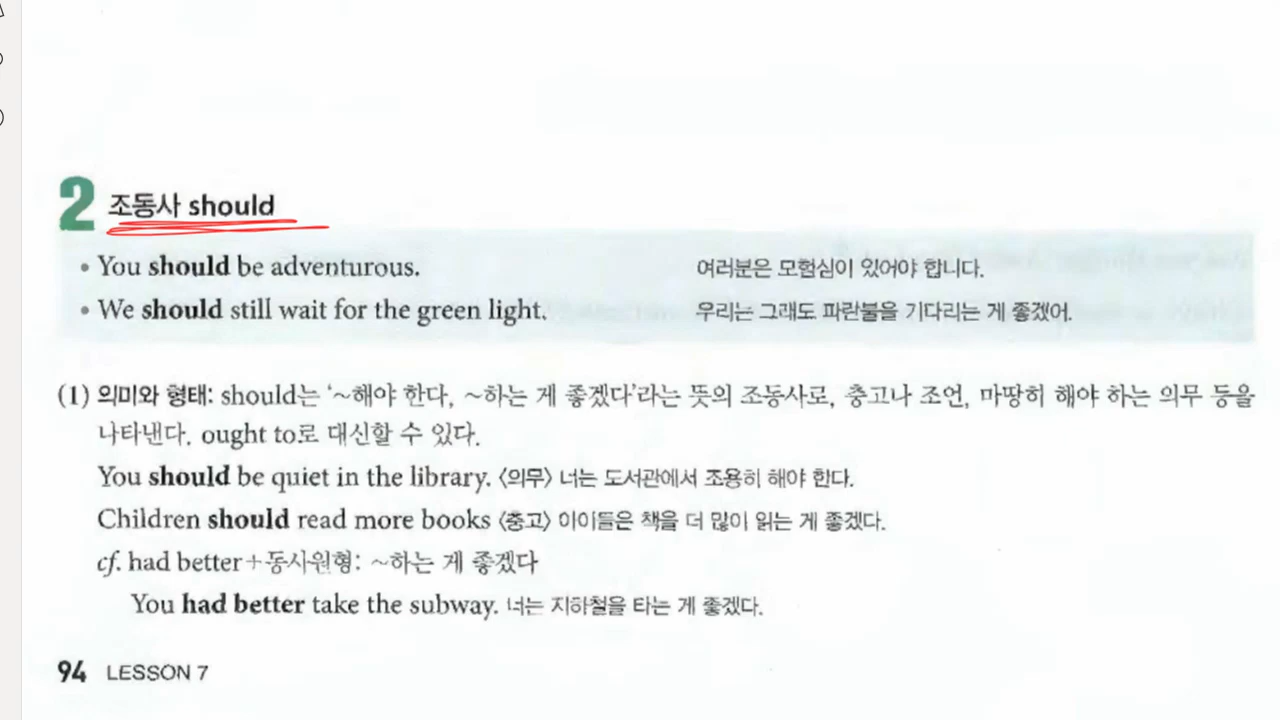 2 조동사 should
• You should be adventurous. 여러분은 모험심이 있어야 합니다.
• We should still wait for the green light. 우리는 그래도 파란불을 기다리는 게 좋겠어.
(1) 의미와 형태: should는 ‘~해야 한다, ~하는 게 좋겠다’라는 뜻의 조동사로, 충고나 조언, 마땅히 해야 하는 의무 등을
나타낸다. ought to로 대신할 수 있다.
You should be quiet in the library. 〈의무〉 너는 도서관에서 조용히 해야 한다.
Children should read more books 〈충고〉 아이들은 책을 더 많이 읽는 게 좋겠다.
cf. had better+동사원형: ~하는 게 좋겠다
You had better take the subway. 너는 지하철을 타는 게 좋겠다.
94 LESSON 7